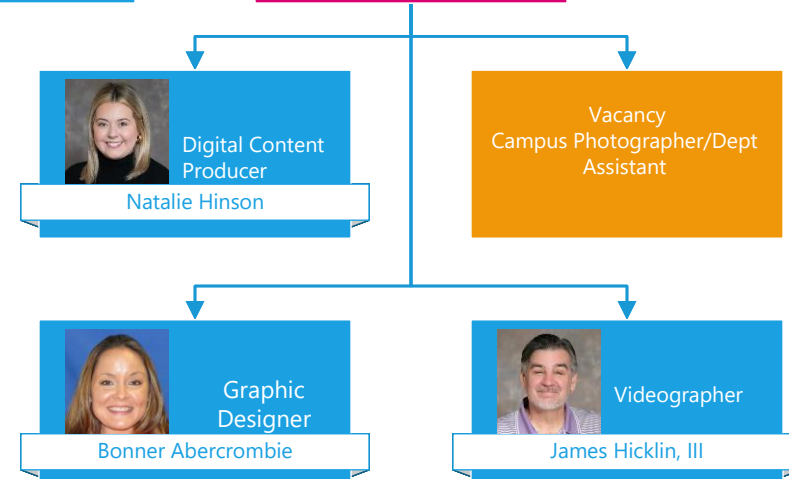 Digital Content
Producer
Natalie Hinson
Vacancy
Campus Photographer/Dept
Assistant
Graphic
Designer
Bonner Abercrombie
Videographer
James Hicklin, III